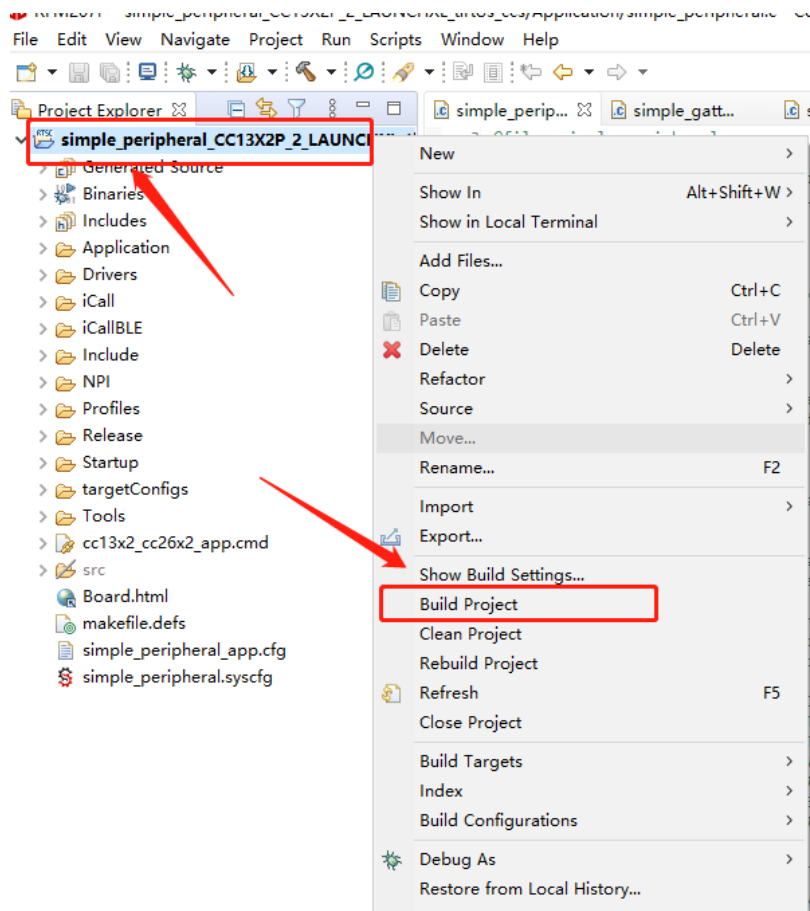 File Edit View Navigate Project Run Scripts Window Help
Project Explorer
simple_perip...
simple_gatt...
simple_peripheral_CC13X2P_2_LAUNC
Generated Source
Binaries
Includes
Application
Drivers
iCall
iCallBLE
Include
NPI
Profiles
Release
Startup
targetConfigs
Tools
cc13x2_cc26x2_app.cmd
src
Board.html
makefile.defs
simple_peripheral_app.cfg
simple_peripheral.syscfg
New
Show In Alt+Shift+W
Show in Local Terminal
Add Files...
Copy Ctrl+C
Paste Ctrl+V
Delete Delete
Refactor
Source
Move...
Rename... F2
Import
Export...
Show Build Settings...
Build Project
Clean Project
Rebuild Project
Refresh F5
Close Project
Build Targets
Index
Build Configurations
Debug As
Restore from Local History...